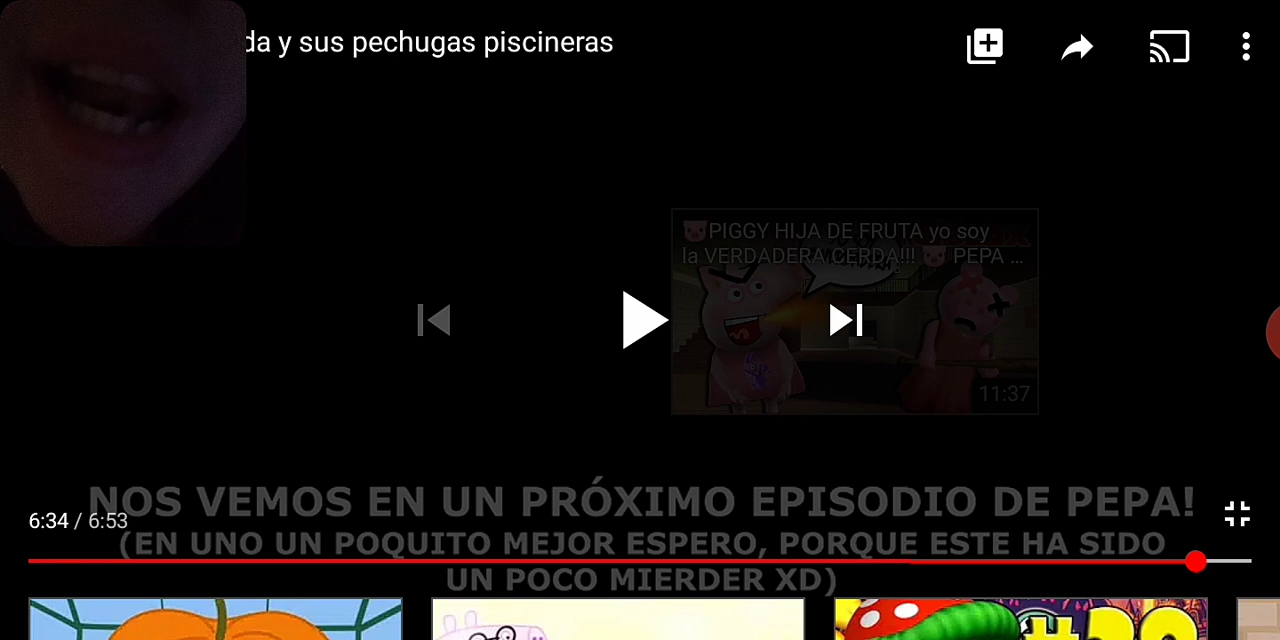 da y sus pechugas piscineras
PIGGY HIJA DE FRUTA yo soy
la VERDADERA CERDA!!! PEPA ...
11:37
NOS VEMOS EN UN PRÓXIMO EPISODIO DE PEPA!
6:34 / 6:53
(EN UNO UN POQUITO MEJOR ESPERO, PORQUE ESTE HA SIDO
UN POCO MIERDER XD)